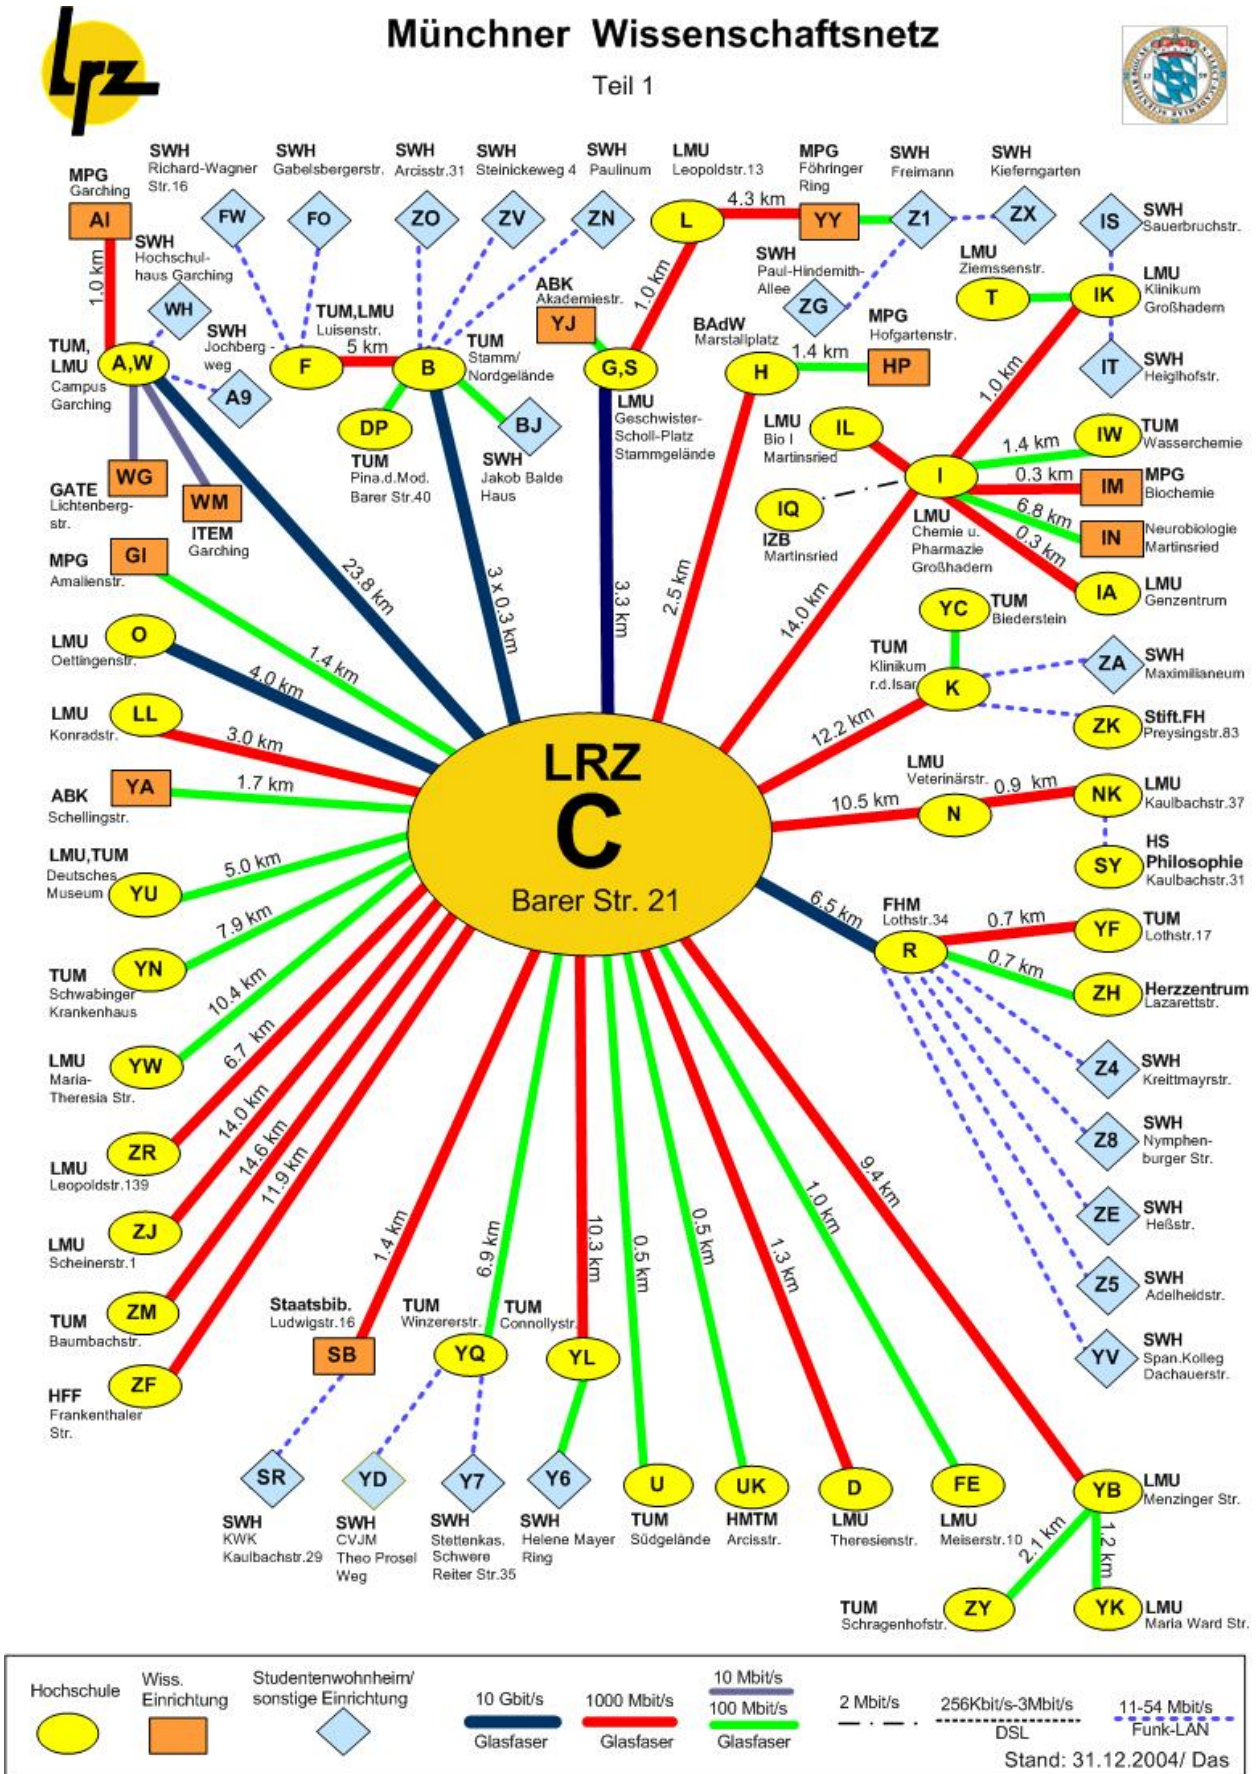 lrz
Münchner Wissenschaftsnetz
Teil 1
MPG
Garching
AI
1.0 km
SWH
Richard-Wagner
Str.16
FW
SWH
Gabelsbergerstr.
FO
SWH
Arcisstr.31
ZO
SWH
Steinickeweg 4
ZV
SWH
Paulinum
ZN
LMU
Leopoldstr.13
L
4.3 km
MPG
Föhringer
Ring
YY
SWH
Freimann
Z1
SWH
Kieferngarten
ZX
IS
SWH
Sauerbruchstr.
SWH
Hochschul-
haus Garching
WH
SWH
Jochberg-
weg
A9
TUM,
LMU
Campus
Garching
A,W
TUM,LMU
Luisenstr.
5 km
F
B
TUM
Stamm/
Nordgelände
DP
TUM
Pina.d.Mod.
Barer Str.40
BJ
SWH
Jakob Balde
Haus
ABK
Akademiestr.
YJ
1.0 km
G,S
LMU
Geschwister-
Scholl-Platz
Stammgelände
SWH
Paul-Hindemith-
Allee
ZG
BAdW
Marstallplatz
H
1.4 km
MPG
Hofgartenstr.
HP
LMU
Ziemssenstr.
T
IK
LMU
Klinikum
Großhadern
IT
SWH
Heiglhofstr.
1.0 km
LMU
Bio I
Martinsried
IL
IQ
IZB
Martinsried
I
LMU
Chemie u.
Pharmazie
Großhadern
1.4 km
IW
TUM
Wasserchemie
0.3 km
IM
MPG
Biochemie
6.8 km
IN
Neurobiologie
Martinsried
0.3 km
IA
LMU
Genzentrum
GATE
Lichtenberg-
str.
WG
WM
ITEM
Garching
MPG
Amalienstr.
GI
23.8 km
3 x 0.3 km
3.3 km
2.5 km
14.0 km
1.4 km
LMU
Oettingenstr.
O
4.0 km
LMU
Konradstr.
LL
3.0 km
ABK
Schellingstr.
YA
1.7 km
YC
TUM
Biederstein
TUM
Klinikum
r.d.Isar
K
12.2 km
ZA
SWH
Maximilianeum
ZK
Stift.FH
Preysingstr.83
LRZ
C
Barer Str. 21
LMU
Veterinärstr.
10.5 km
N
0.9 km
NK
LMU
Kaulbachstr.37
SY
HS
Philosophie
Kaulbachstr.31
LMU,TUM
Deutsches
Museum
YU
5.0 km
TUM
Schwabinger
Krankenhaus
YN
7.9 km
LMU
Maria-
Theresia Str.
YW
10.4 km
6.5 km
FHM
Lothstr.34
R
0.7 km
YF
TUM
Lothstr.17
0.7 km
ZH
Herzzentrum
Lazarettstr.
Z4
SWH
Kreittmayrstr.
Z8
SWH
Nymphen-
burger Str.
ZE
SWH
Heßstr.
Z5
SWH
Adelheidstr.
YV
SWH
Span.Kolleg
Dachauerstr.
LMU
Leopoldstr.139
ZR
6.7 km
LMU
Scheinerstr.1
ZJ
14.0 km
TUM
Baumbachstr.
ZM
14.6 km
HFF
Frankenthaler
Str.
ZF
11.9 km
1.4 km
6.9 km
10.3 km
0.5 km
0.5 km
1.3 km
1.0 km
9.4 km
Staatsbib.
Ludwigstr.16
SB
TUM
Winzererstr.
YQ
TUM
Connollystr.
YL
SR
SWH
KWK
Kaulbachstr.29
YD
SWH
CVJM
Theo Prosel
Weg
Y7
SWH
Stettenkas.
Schwere
Reiter Str.35
Y6
SWH
Helene Mayer
Ring
U
TUM
Südgelände
UK
HMTM
Arcisstr.
D
LMU
Theresienstr.
FE
LMU
Meiserstr.10
YB
LMU
Menzinger Str.
2.1 km
1.2 km
TUM
Schragenhofstr.
ZY
YK
LMU
Maria Ward Str.
Hochschule
Wiss.
Einrichtung
Studentenwohnheim/
sonstige Einrichtung
10 Gbit/s
Glasfaser
1000 Mbit/s
Glasfaser
10 Mbit/s
100 Mbit/s
Glasfaser
2 Mbit/s
256Kbit/s-3Mbit/s
DSL
11-54 Mbit/s
Funk-LAN
Stand: 31.12.2004/ Das